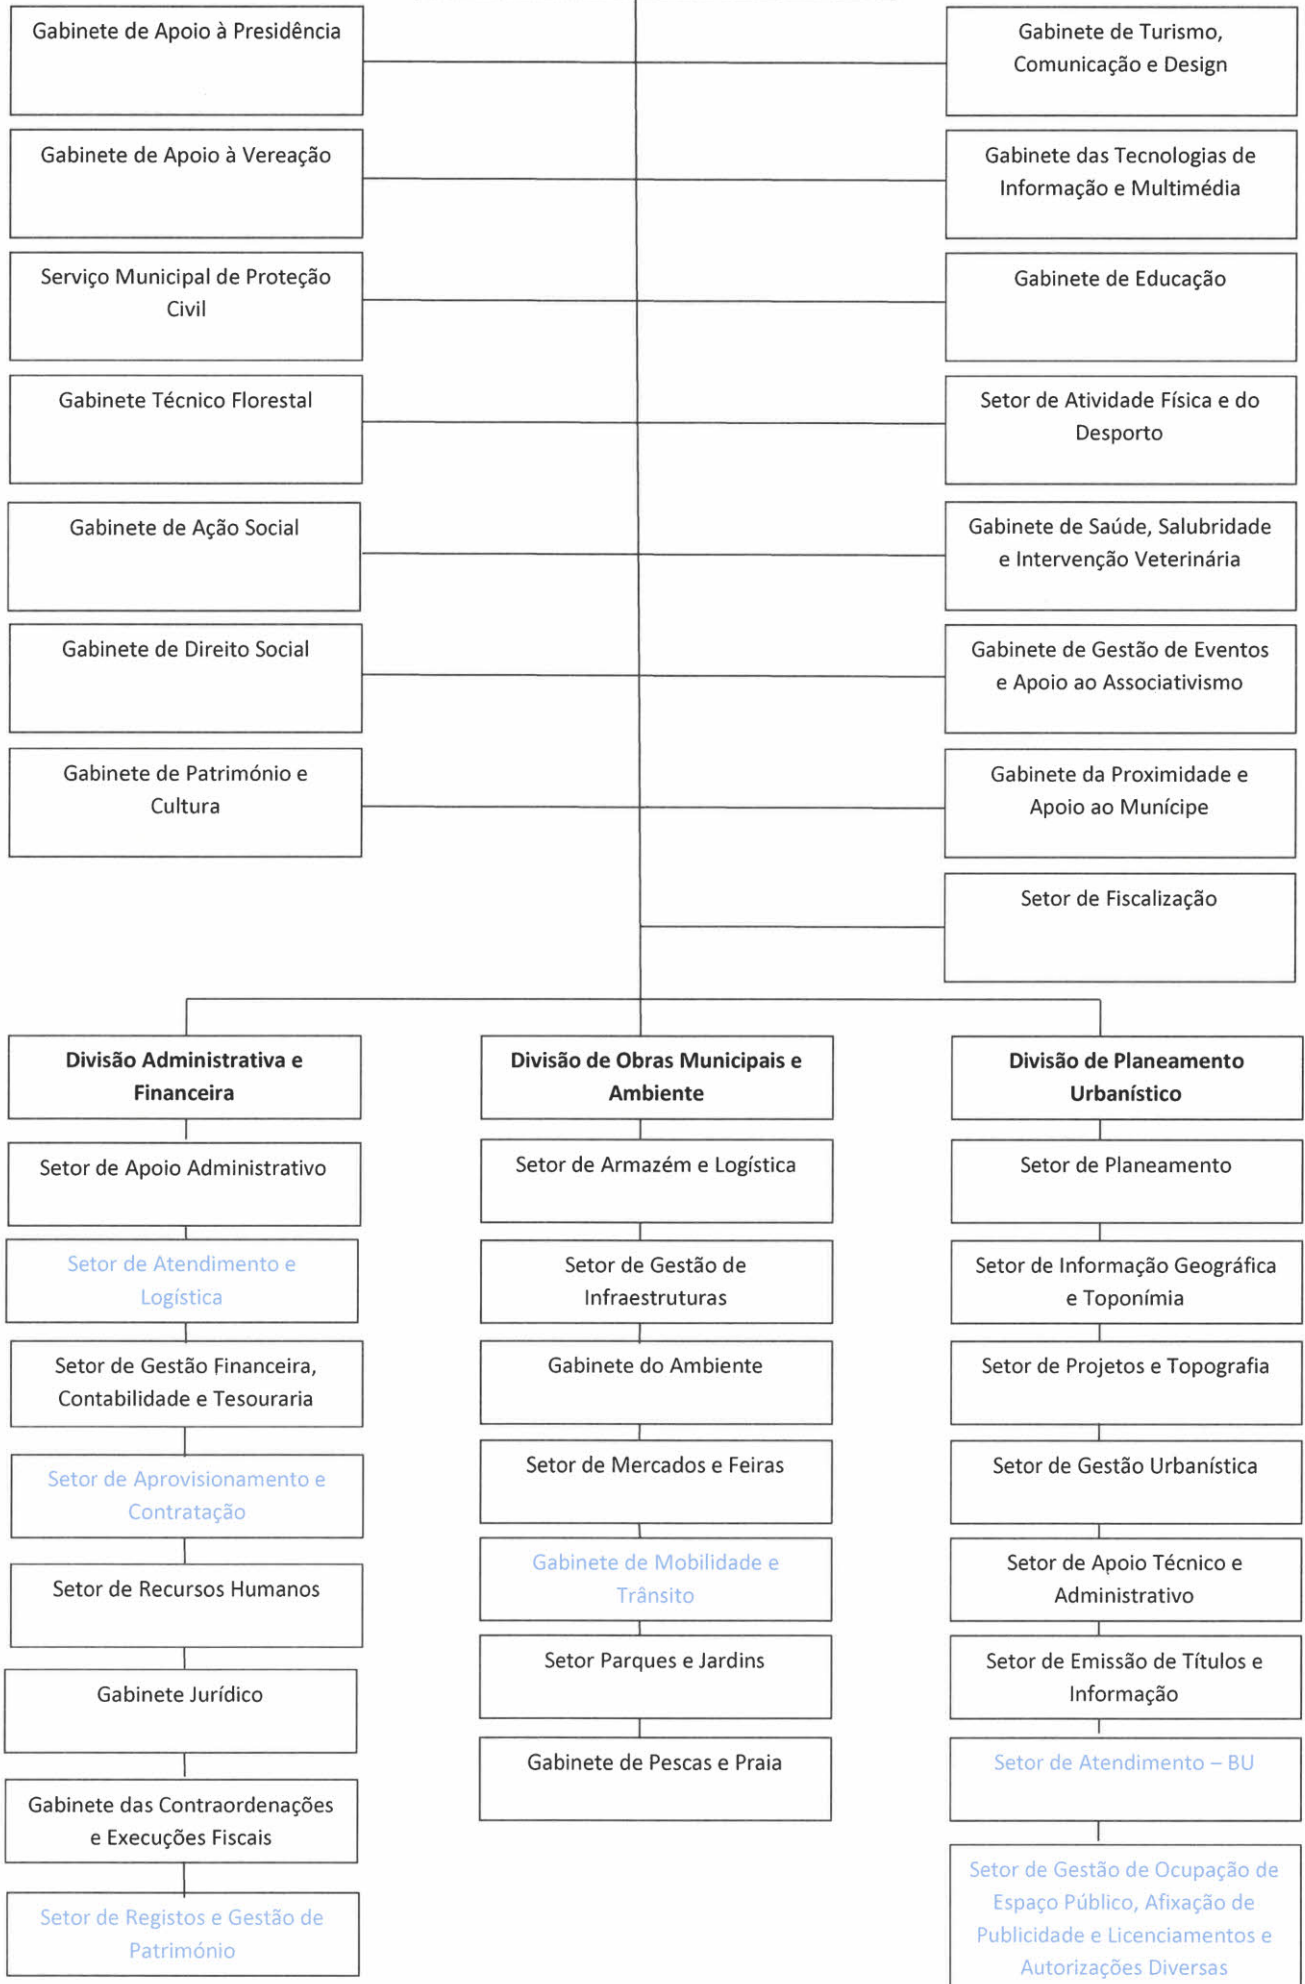 Gabinete de Apoio à Presidência
Gabinete de Turismo,
Comunicação e Design
Gabinete de Apoio à Vereação
Gabinete das Tecnologias de
Informação e Multimédia
Serviço Municipal de Proteção
Civil
Gabinete de Educação
Gabinete Técnico Florestal
Setor de Atividade Física e do
Desporto
Gabinete de Ação Social
Gabinete de Saúde, Salubridade
e Intervenção Veterinária
Gabinete de Direito Social
Gabinete de Gestão de Eventos
e Apoio ao Associativismo
Gabinete de Património e
Cultura
Gabinete da Proximidade e
Apoio ao Munícipe
Setor de Fiscalização
Divisão Administrativa e
Financeira
Setor de Apoio Administrativo
Setor de Atendimento e
Logística
Setor de Gestão Financeira,
Contabilidade e Tesouraria
Setor de Aprovisionamento e
Contratação
Setor de Recursos Humanos
Gabinete Jurídico
Gabinete das Contraordenações
e Execuções Fiscais
Setor de Registos e Gestão de
Património
Divisão de Obras Municipais e
Ambiente
Setor de Armazém e Logística
Setor de Gestão de
Infraestruturas
Gabinete do Ambiente
Setor de Mercados e Feiras
Gabinete de Mobilidade e
Trânsito
Setor Parques e Jardins
Gabinete de Pescas e Praia
Divisão de Planeamento
Urbanístico
Setor de Planeamento
Setor de Informação Geográfica
e Toponímia
Setor de Projetos e Topografia
Setor de Gestão Urbanística
Setor de Apoio Técnico e
Administrativo
Setor de Emissão de Títulos e
Informação
Setor de Atendimento – BU
Setor de Gestão de Ocupação de
Espaço Público, Afixação de
Publicidade e Licenciamentos e
Autorizações Diversas